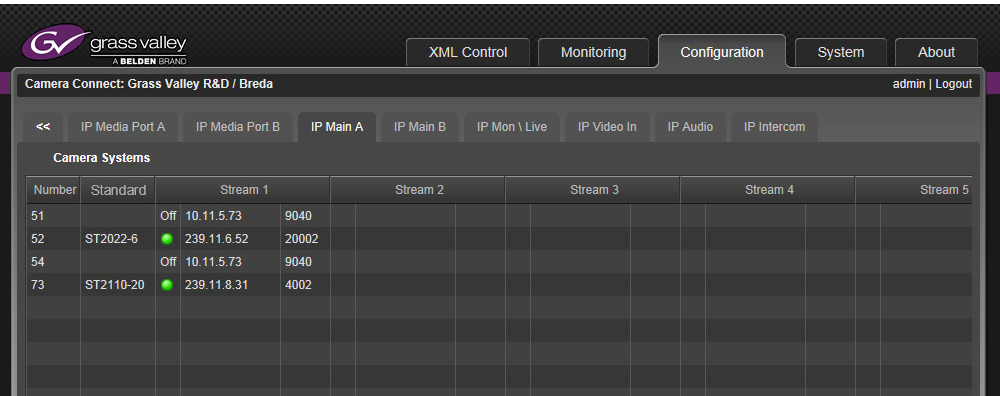 GV grassvalley
A BELDEN BRAND
XML Control Monitoring Configuration System About
Camera Connect: Grass Valley R&D / Breda admin | Logout
<< IP Media Port A IP Media Port B IP Main A IP Main B IP Mon \ Live IP Video In IP Audio IP Intercom
Camera Systems
Number Standard Stream 1 Stream 2 Stream 3 Stream 4 Stream 5
51 Off 10.11.5.73 9040
52 ST2022-6 239.11.6.52 20002
54 Off 10.11.5.73 9040
73 ST2110-20 239.11.8.31 4002